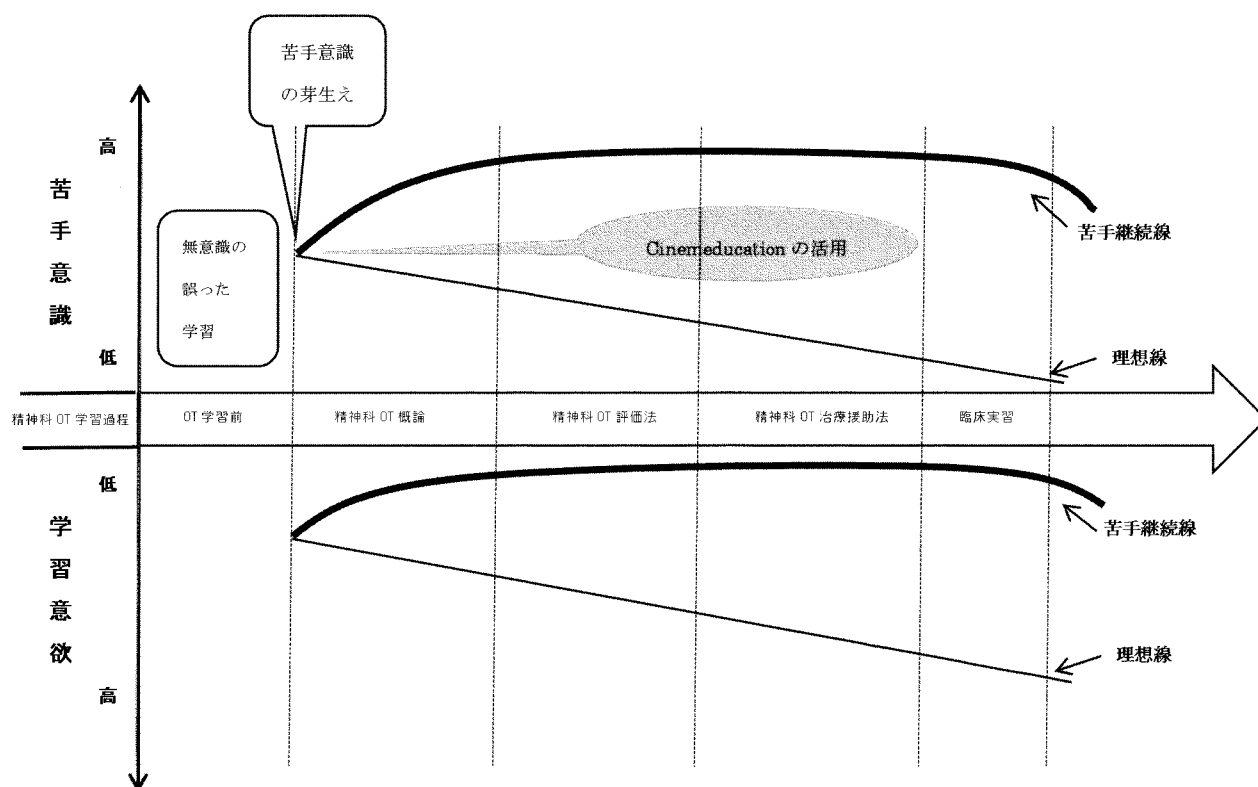 苦手意識
の芽生え
高
苦手意識
無意識の
誤った
学習
低
Cinemeducation の活用
苦手継続線
理想線
精神科 OT 学習過程
OT 学習前
精神科 OT 概論
精神科 OT 評価法
精神科 OT 治療援助法
臨床実習
低
学習意欲
高
苦手継続線
理想線